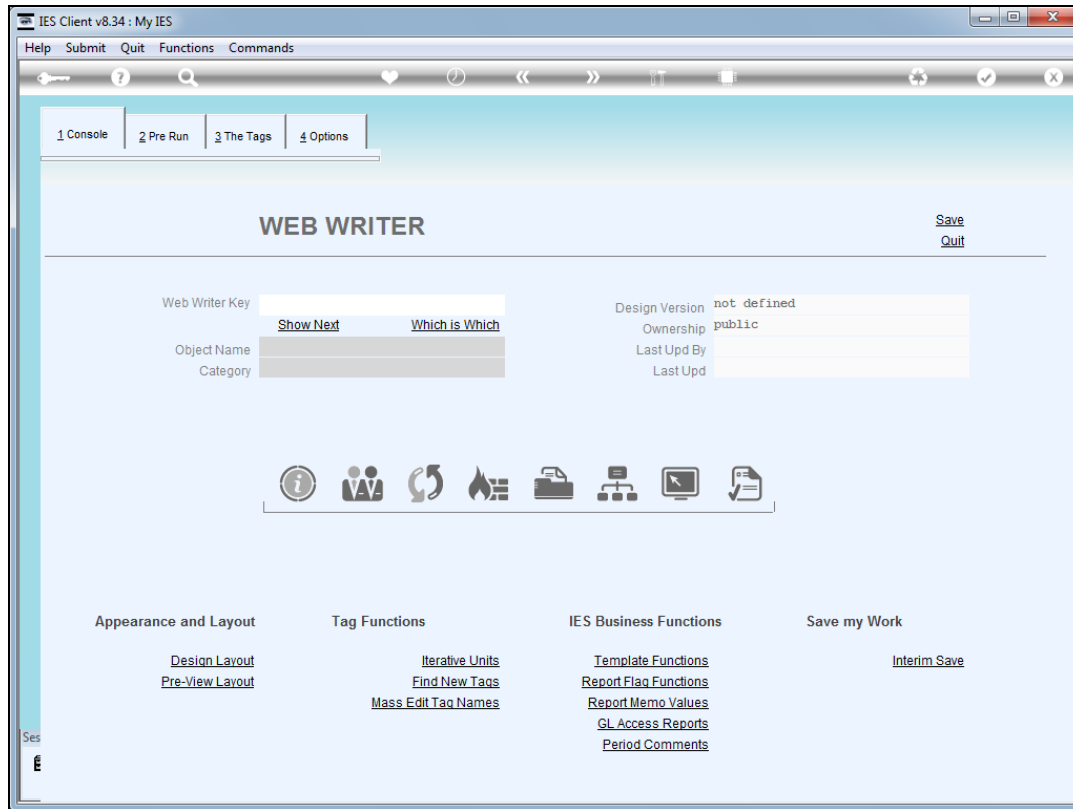 IES Client v8.34 : My IES
Help Submit Quit Functions Commands
1 Console 2 Pre Run 3 The Tags 4 Options
WEB WRITER
Save
Quit
Web Writer Key
Show Next Which is Which
Object Name
Category
Design Version not defined
Ownership public
Last Upd By
Last Upd
Appearance and Layout
Design Layout
Pre-View Layout
Tag Functions
Iterative Units
Find New Tags
Mass Edit Tag Names
IES Business Functions
Template Functions
Report Flag Functions
Report Memo Values
GL Access Reports
Period Comments
Save my Work
Interim Save
Ses